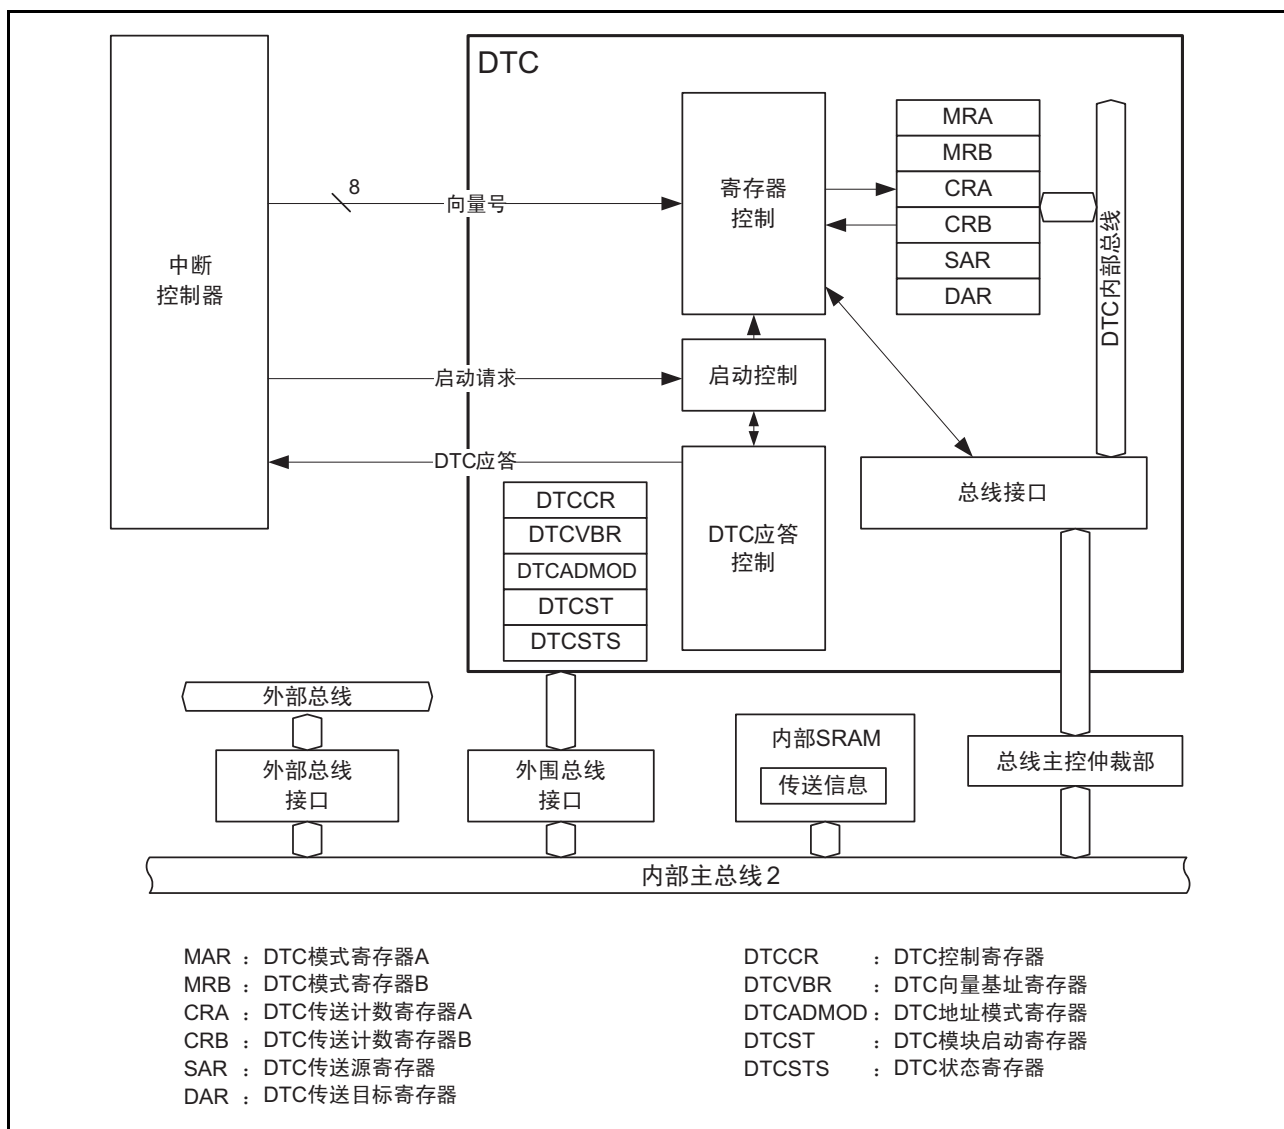 DTC
MRA
MRB
CRA
CRB
SAR
DAR
8
向量号
寄存器
控制
DTC内部总线
中断
控制器
启动请求
启动控制
DTC应答
总线接口
DTCCR
DTCVBR
DTCADMOD
DTCST
DTCSTS
DTC应答
控制
外部总线
外部总线
接口
外围总线
接口
内部SRAM
传送信息
总线主控仲裁部
内部主总线2
MAR : DTC模式寄存器A
MRB : DTC模式寄存器B
CRA : DTC传送计数寄存器A
CRB : DTC传送计数寄存器B
SAR : DTC传送源寄存器
DAR : DTC传送目标寄存器
DTCCR : DTC控制寄存器
DTCVBR : DTC向量基址寄存器
DTCADMOD : DTC地址模式寄存器
DTCST : DTC模块启动寄存器
DTCSTS : DTC状态寄存器